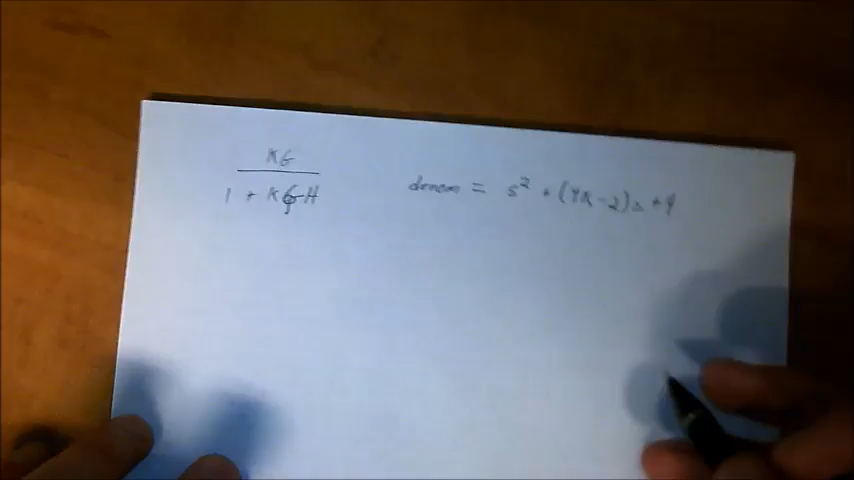 KG
1 + KGH
denom = s² + (4K - 2)s + 4